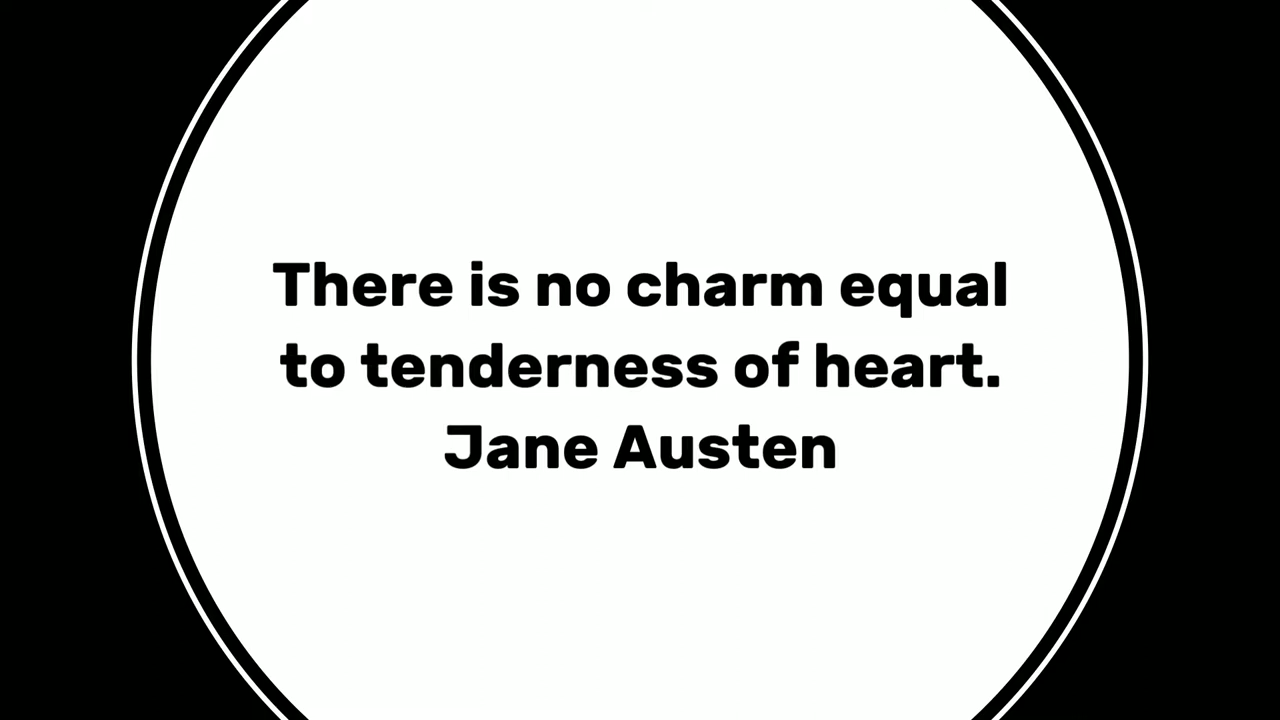 There is no charm equal
to tenderness of heart.
Jane Austen